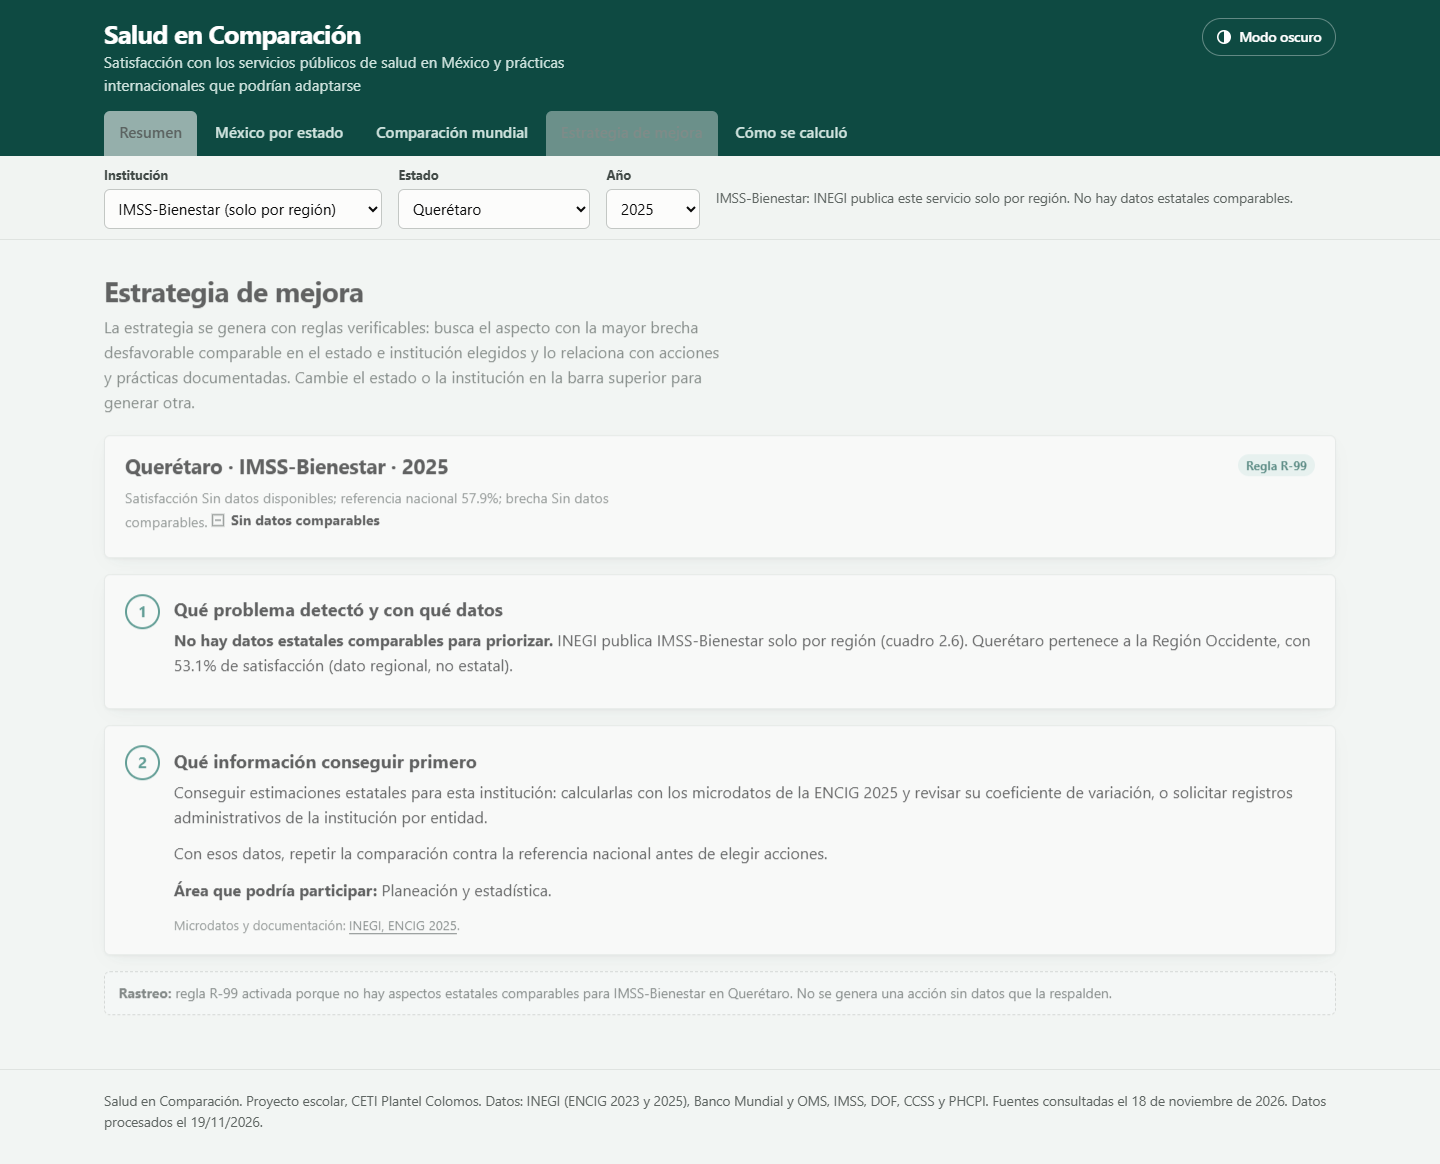 Salud en Comparación
Satisfacción con los servicios públicos de salud en México y prácticas
internacionales que podrían adaptarse
Modo oscuro
Resumen
México por estado
Comparación mundial
Estrategia de mejora
Cómo se calculó
Institución
IMSS-Bienestar (solo por región)
Estado
Querétaro
Año
2025
IMSS-Bienestar: INEGI publica este servicio solo por región. No hay datos estatales comparables.
Estrategia de mejora
La estrategia se genera con reglas verificables: busca el aspecto con la mayor brecha
desfavorable comparable en el estado e institución elegidos y lo relaciona con acciones
y prácticas documentadas. Cambie el estado o la institución en la barra superior para
generar otra.
Querétaro · IMSS-Bienestar · 2025
Regla R-99
Satisfacción Sin datos disponibles; referencia nacional 57.9%; brecha Sin datos
comparables. Sin datos comparables
1
Qué problema detectó y con qué datos
No hay datos estatales comparables para priorizar. INEGI publica IMSS-Bienestar solo por región (cuadro 2.6). Querétaro pertenece a la Región Occidente, con
53.1% de satisfacción (dato regional, no estatal).
2
Qué información conseguir primero
Conseguir estimaciones estatales para esta institución: calcularlas con los microdatos de la ENCIG 2025 y revisar su coeficiente de variación, o solicitar registros
administrativos de la institución por entidad.
Con esos datos, repetir la comparación contra la referencia nacional antes de elegir acciones.
Área que podría participar: Planeación y estadística.
Microdatos y documentación: INEGI, ENCIG 2025.
Rastreo: regla R-99 activada porque no hay aspectos estatales comparables para IMSS-Bienestar en Querétaro. No se genera una acción sin datos que la respalden.
Salud en Comparación. Proyecto escolar, CETI Plantel Colomos. Datos: INEGI (ENCIG 2023 y 2025), Banco Mundial y OMS, IMSS, DOF, CCSS y PHCPI. Fuentes consultadas el 18 de noviembre de 2026. Datos
procesados el 19/11/2026.